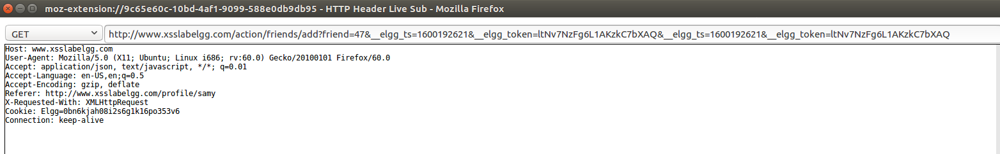 moz-extension://9c65e60c-10bd-4af1-9099-588e0db9db95 - HTTP Header Live Sub - Mozilla Firefox
GET http://www.xsslabelgg.com/action/friends/add?friend=47&__elgg_ts=1600192621&__elgg_token=ltNv7NzFg6L1AKzkC7bXAQ&__elgg_ts=1600192621&__elgg_token=ltNv7NzFg6L1AKzkC7bXAQ
Host: www.xsslabelgg.com
User-Agent: Mozilla/5.0 (X11; Ubuntu; Linux i686; rv:60.0) Gecko/20100101 Firefox/60.0
Accept: application/json, text/javascript, */*; q=0.01
Accept-Language: en-US,en;q=0.5
Accept-Encoding: gzip, deflate
Referer: http://www.xsslabelgg.com/profile/samy
X-Requested-With: XMLHttpRequest
Cookie: Elgg=0bn6kjah08i2s6g1k16po353v6
Connection: keep-alive